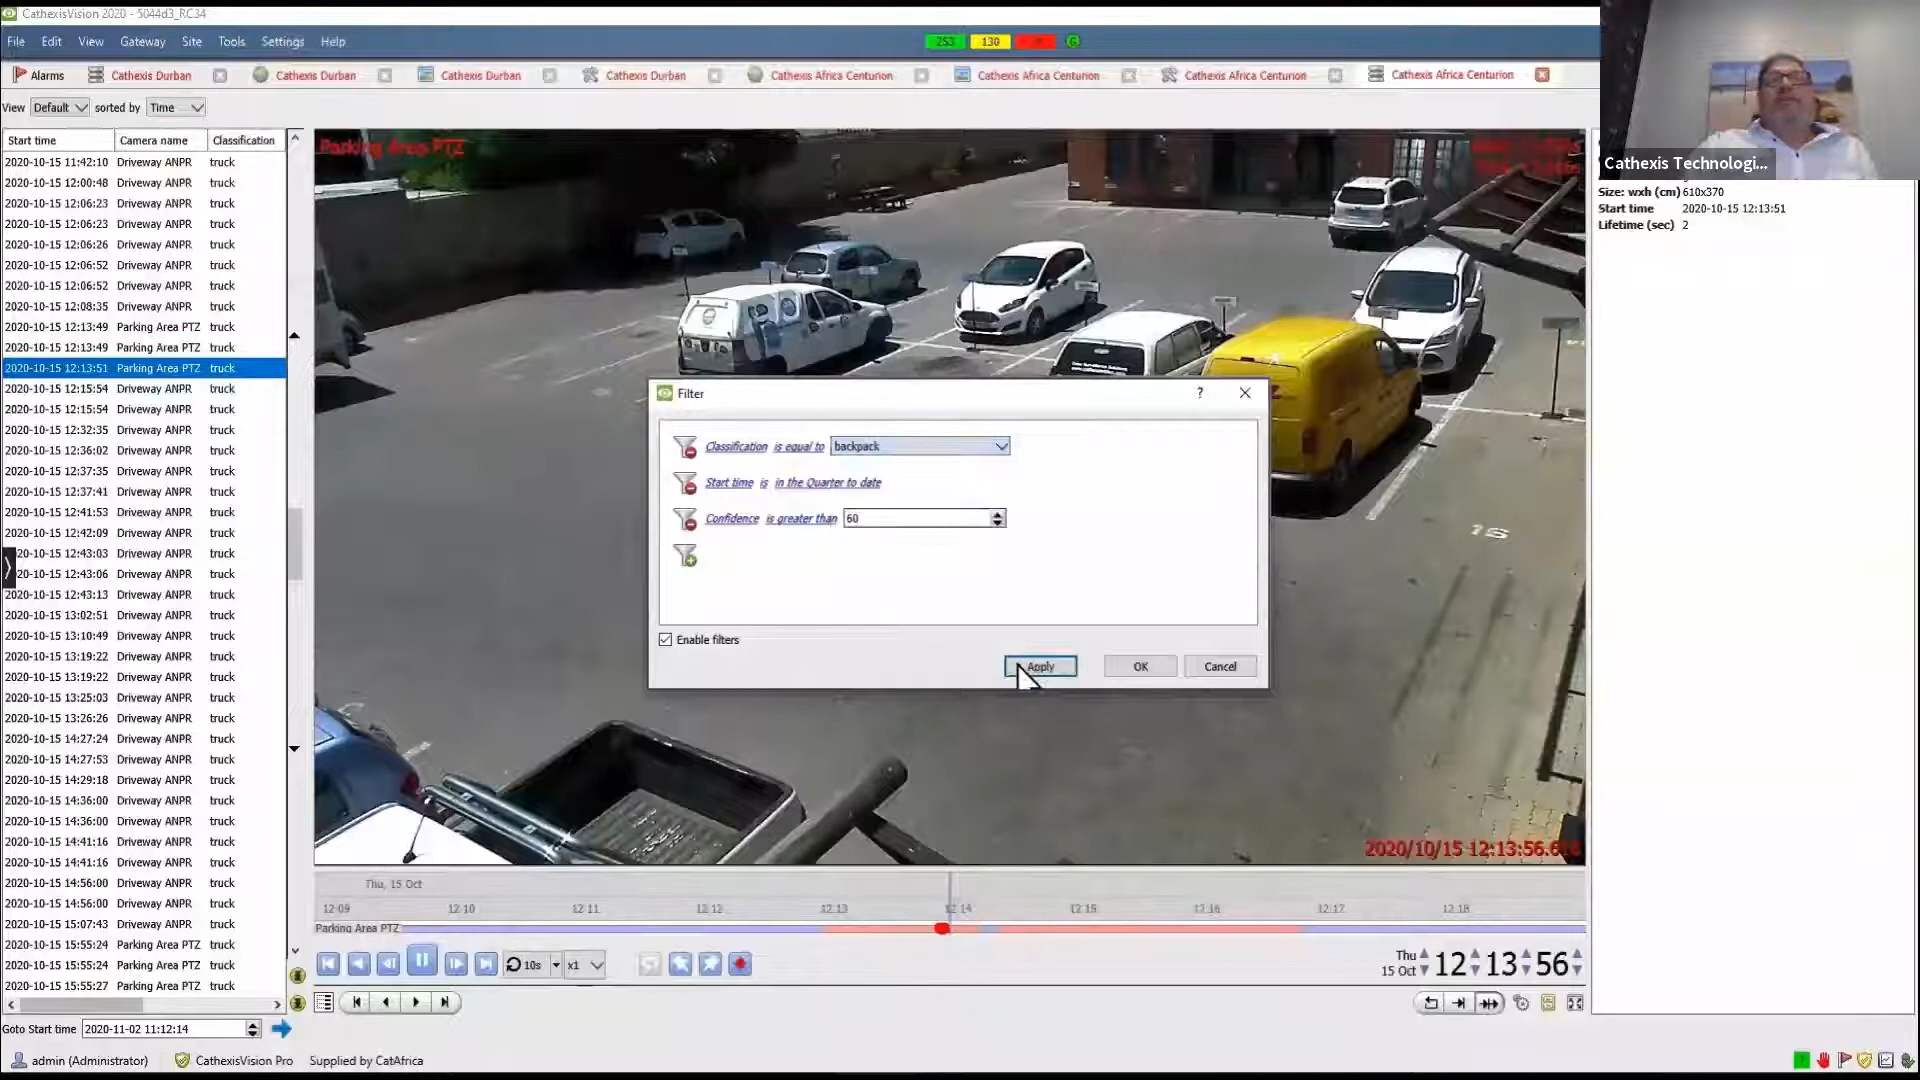 CathexisVision 2020 - 5044d3_RC34
File Edit View Gateway Site Tools Settings Help
253 130
Alarms Cathexis Durban Cathexis Durban Cathexis Durban Cathexis Durban Cathexis Africa Centurion Cathexis Africa Centurion Cathexis Africa Centurion Cathexis Africa Centurion
View Default sorted by Time
Start time Camera name Classification
2020-10-15 11:42:10 Driveway ANPR truck
2020-10-15 12:00:48 Driveway ANPR truck
2020-10-15 12:06:23 Driveway ANPR truck
2020-10-15 12:06:23 Driveway ANPR truck
2020-10-15 12:06:26 Driveway ANPR truck
2020-10-15 12:06:52 Driveway ANPR truck
2020-10-15 12:06:52 Driveway ANPR truck
2020-10-15 12:08:35 Driveway ANPR truck
2020-10-15 12:13:49 Parking Area PTZ truck
2020-10-15 12:13:49 Parking Area PTZ truck
2020-10-15 12:13:51 Parking Area PTZ truck
2020-10-15 12:15:54 Driveway ANPR truck
2020-10-15 12:15:54 Driveway ANPR truck
2020-10-15 12:32:35 Driveway ANPR truck
2020-10-15 12:36:02 Driveway ANPR truck
2020-10-15 12:37:35 Driveway ANPR truck
2020-10-15 12:37:41 Driveway ANPR truck
2020-10-15 12:41:53 Driveway ANPR truck
2020-10-15 12:42:09 Driveway ANPR truck
020-10-15 12:43:03 Driveway ANPR truck
020-10-15 12:43:06 Driveway ANPR truck
2020-10-15 12:43:13 Driveway ANPR truck
2020-10-15 13:02:51 Driveway ANPR truck
2020-10-15 13:10:49 Driveway ANPR truck
2020-10-15 13:19:22 Driveway ANPR truck
2020-10-15 13:19:22 Driveway ANPR truck
2020-10-15 13:25:03 Driveway ANPR truck
2020-10-15 13:26:26 Driveway ANPR truck
2020-10-15 14:27:24 Driveway ANPR truck
2020-10-15 14:27:53 Driveway ANPR truck
2020-10-15 14:29:18 Driveway ANPR truck
2020-10-15 14:36:00 Driveway ANPR truck
2020-10-15 14:36:00 Driveway ANPR truck
2020-10-15 14:41:16 Driveway ANPR truck
2020-10-15 14:41:16 Driveway ANPR truck
2020-10-15 14:56:00 Driveway ANPR truck
2020-10-15 14:56:00 Driveway ANPR truck
2020-10-15 15:07:43 Driveway ANPR truck
2020-10-15 15:55:24 Parking Area PTZ truck
2020-10-15 15:55:24 Parking Area PTZ truck
2020-10-15 15:55:27 Parking Area PTZ truck
Goto Start time 2020-11-02 11:12:14
Parking Area PTZ
15
2020/10/15 12:13:56.6
Filter ?
Classification is equal to backpack
Start time is in the Quarter to date
Confidence is greater than 60
Enable filters
Apply OK Cancel
Thu, 15 Oct
12:09 12:10 12:11 12:12 12:13 12:14 12:15 12:16 12:17 12:18
Parking Area PTZ
10s x1
Thu 15 Oct 12 13 56
Cathexis Technologi...
Size: wxh (cm) 610x370
Start time 2020-10-15 12:13:51
Lifetime (sec) 2
admin (Administrator) CathexisVision Pro Supplied by CatAfrica